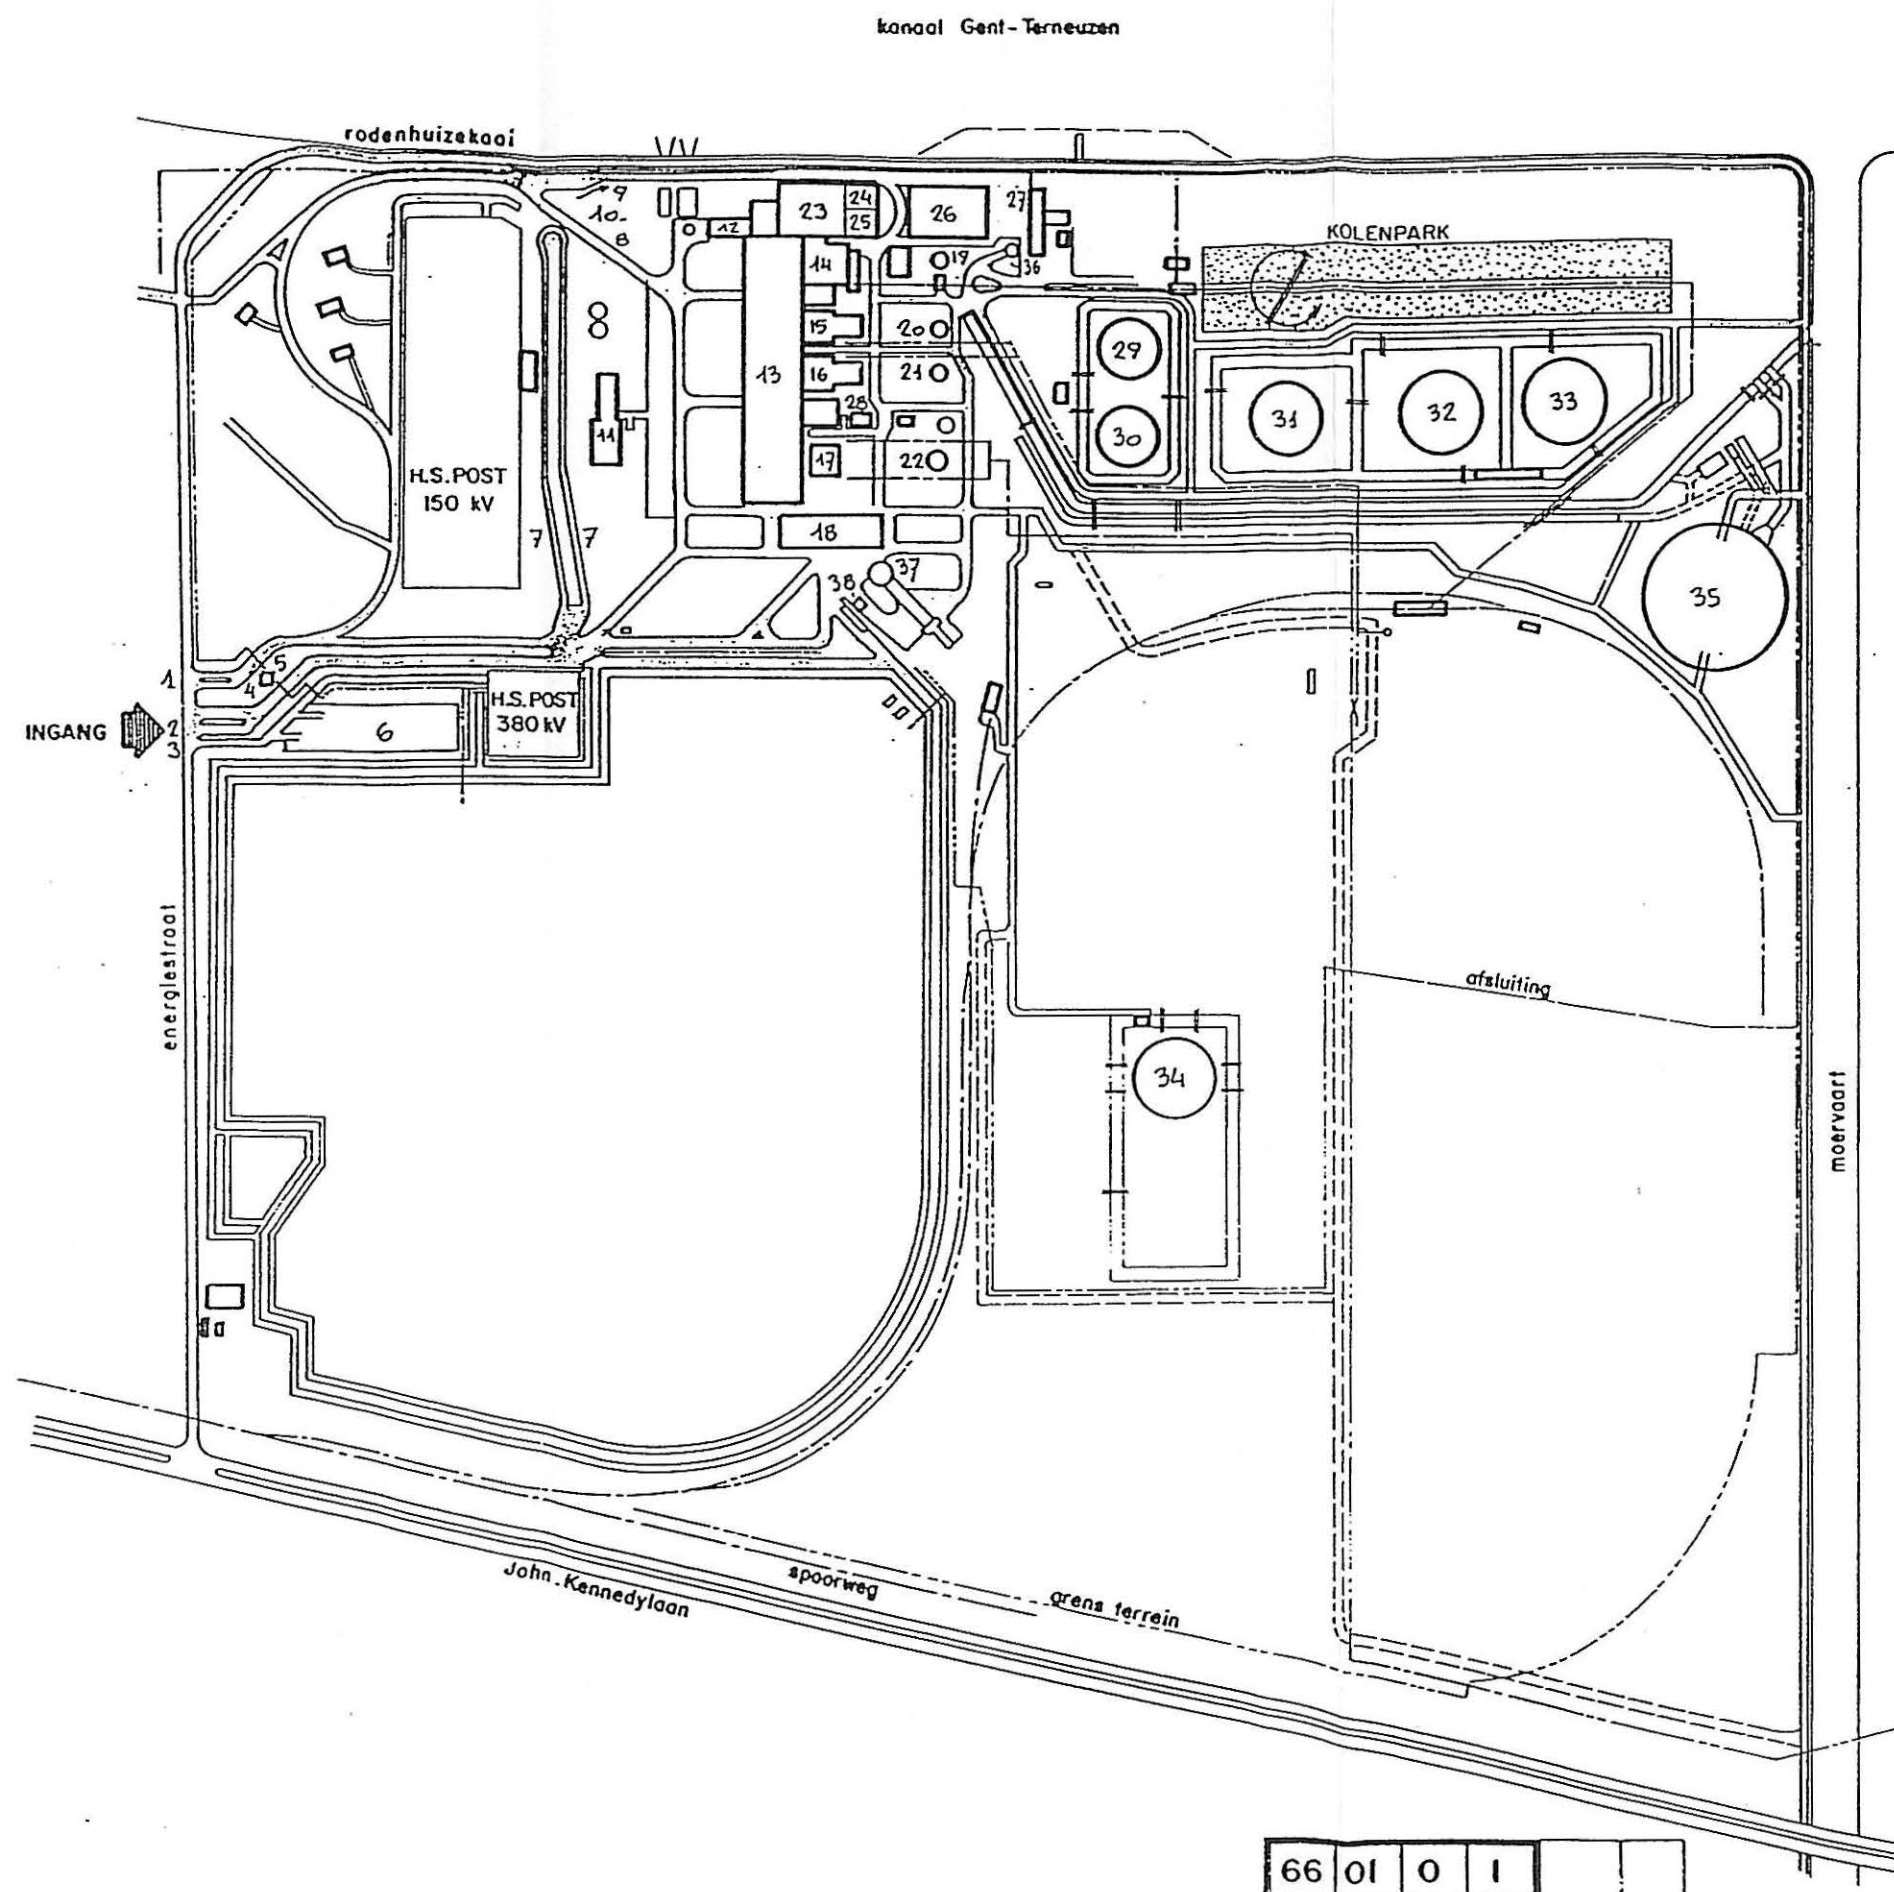 kanaal Gent-Terneuzen
rodenhuizekaai
9
10-
8
12
23
24
25
26
27
KOLENPARK
14
19
36
15
20
29
13
16
21
28
31
32
33
11
30
17
22
H.S.POST
150 kV
7
7
18
37
38
35
1
5
4
INGANG
2
3
6
H.S.POST
380 kV
energiestraat
afsluiting
34
moervaart
John.Kennedylaan
spoorweg
grens terrein
66 01 0 1